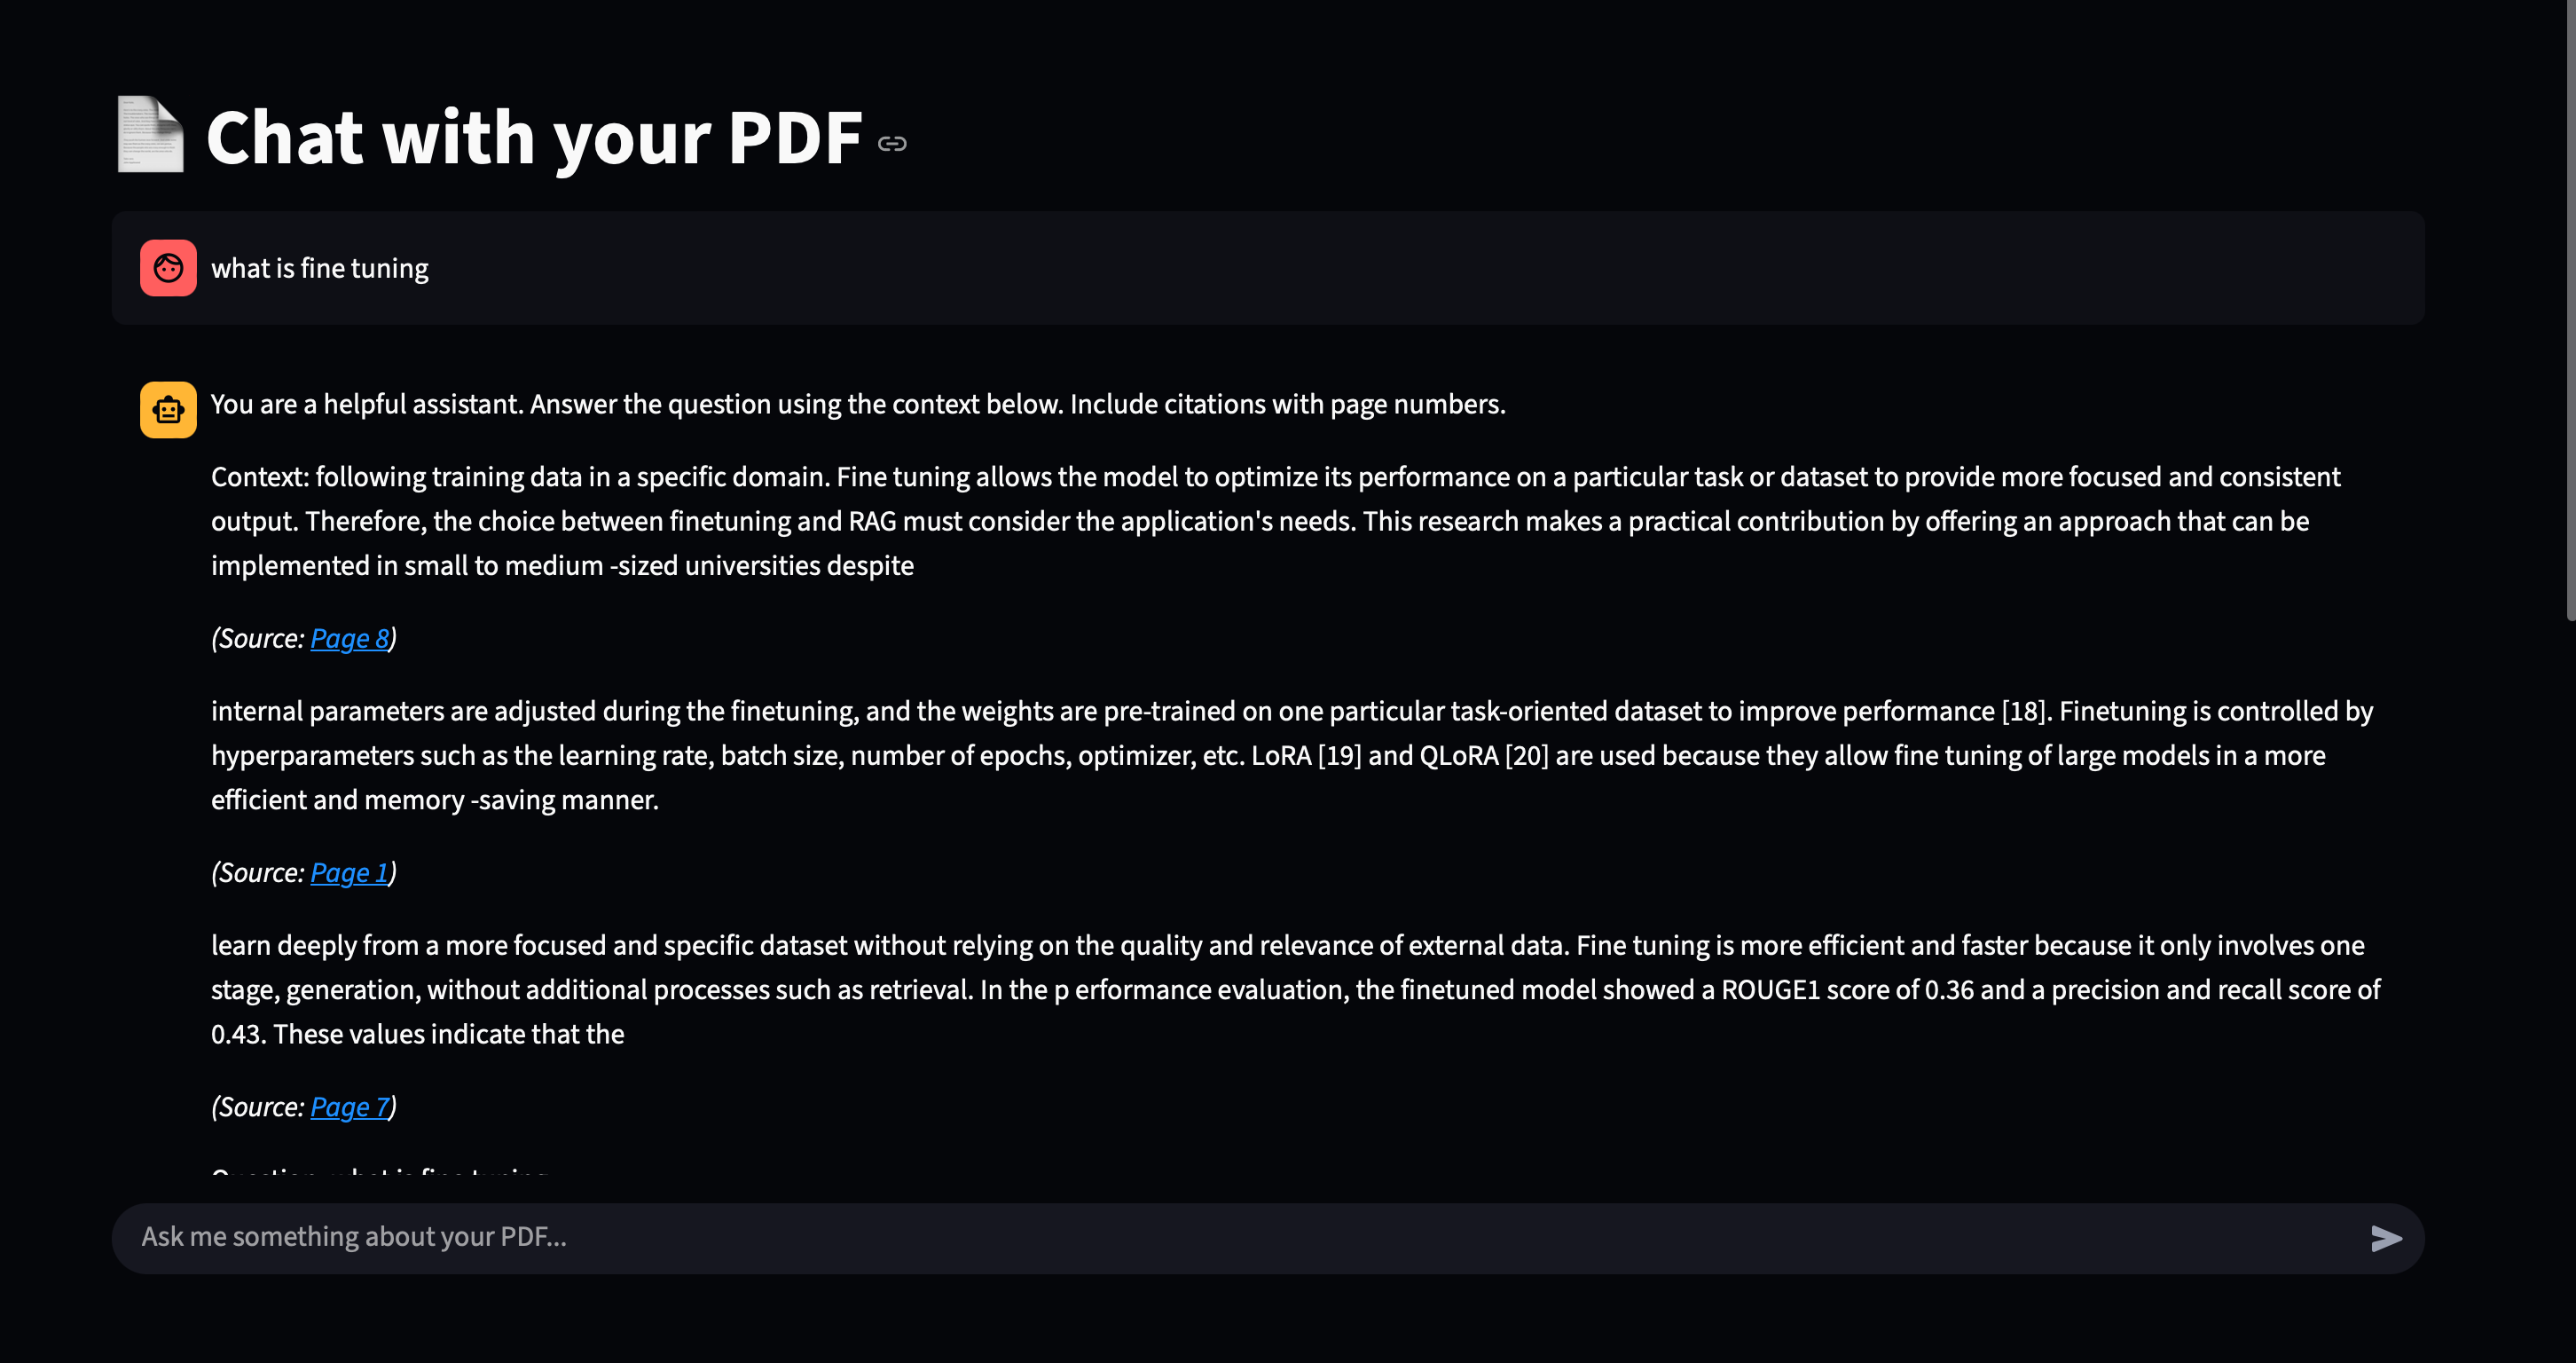 Chat with your PDF
what is fine tuning
You are a helpful assistant. Answer the question using the context below. Include citations with page numbers.
Context: following training data in a specific domain. Fine tuning allows the model to optimize its performance on a particular task or dataset to provide more focused and consistent
output. Therefore, the choice between finetuning and RAG must consider the application's needs. This research makes a practical contribution by offering an approach that can be
implemented in small to medium -sized universities despite
(Source: Page 8)
internal parameters are adjusted during the finetuning, and the weights are pre-trained on one particular task-oriented dataset to improve performance [18]. Finetuning is controlled by
hyperparameters such as the learning rate, batch size, number of epochs, optimizer, etc. LoRA [19] and QLoRA [20] are used because they allow fine tuning of large models in a more
efficient and memory -saving manner.
(Source: Page 1)
learn deeply from a more focused and specific dataset without relying on the quality and relevance of external data. Fine tuning is more efficient and faster because it only involves one
stage, generation, without additional processes such as retrieval. In the p erformance evaluation, the finetuned model showed a ROUGE1 score of 0.36 and a precision and recall score of
0.43. These values indicate that the
(Source: Page 7)
Question: what is fine tuning
Ask me something about your PDF...